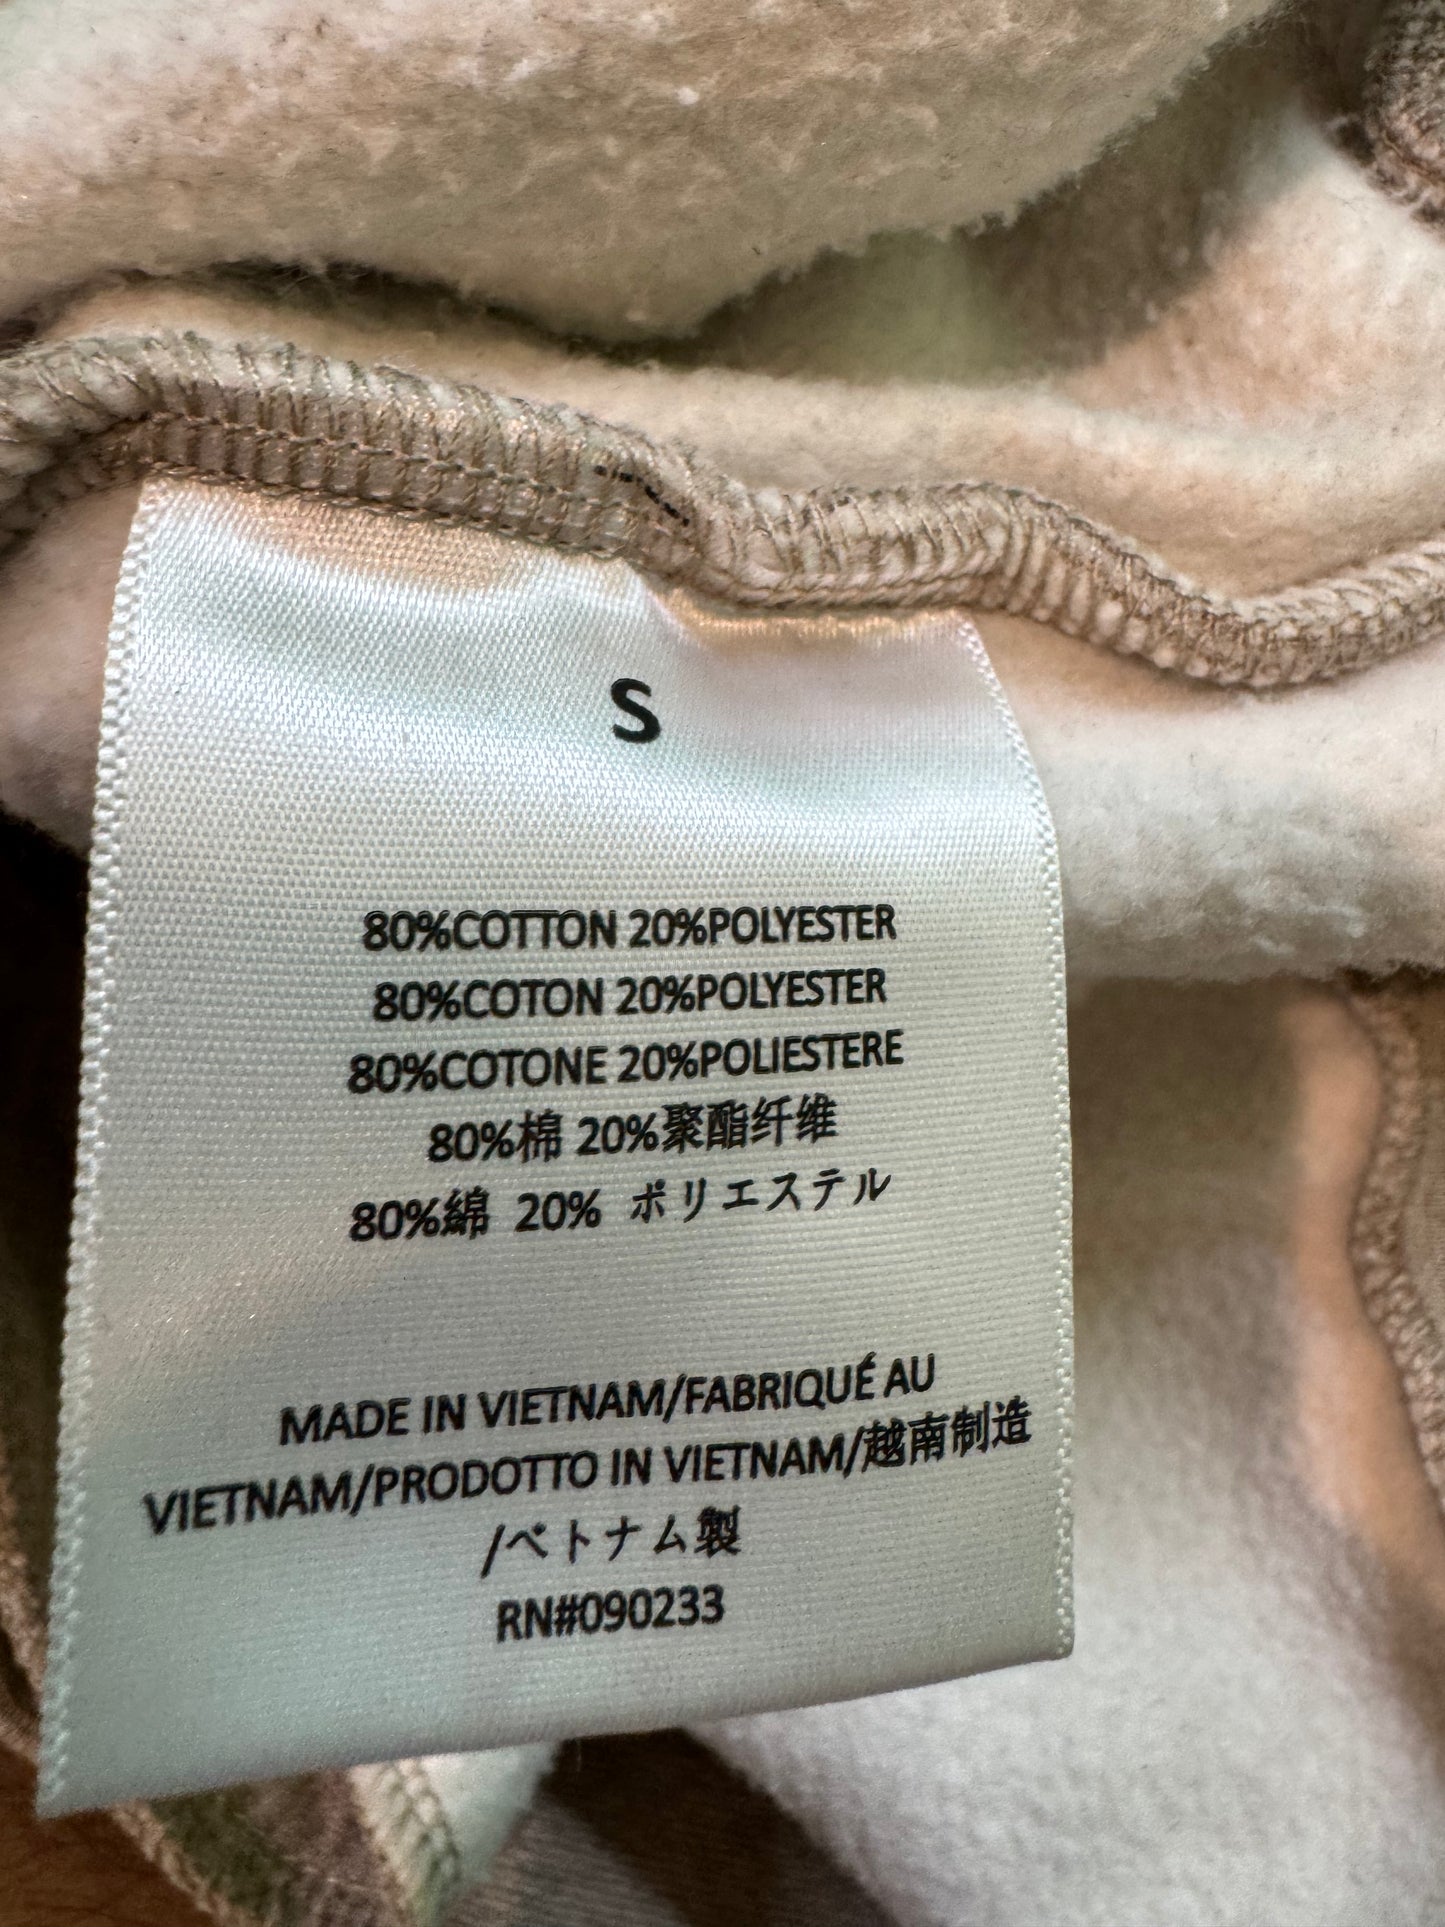 S
80%COTTON 20%POLYESTER
80%COTON 20%POLYESTER
80%COTONE 20%POLIESTERE
80%棉 20%聚酯纤维
80%綿 20% ポリエステル
MADE IN VIETNAM/FABRIQUÉ AU
VIETNAM/PRODOTTO IN VIETNAM/越南制造
/ベトナム製
RN#090233